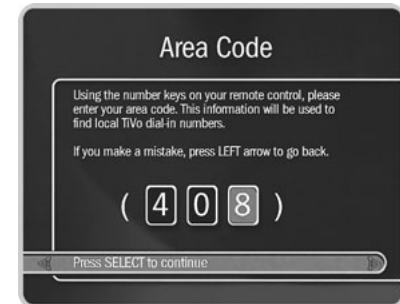 Area Code
Using the number keys on your remote control, please
enter your area code. This information will be used to
find local TiVo dial-in numbers.
If you make a mistake, press LEFT arrow to go back.
( 4 0 8 )
Press SELECT to continue